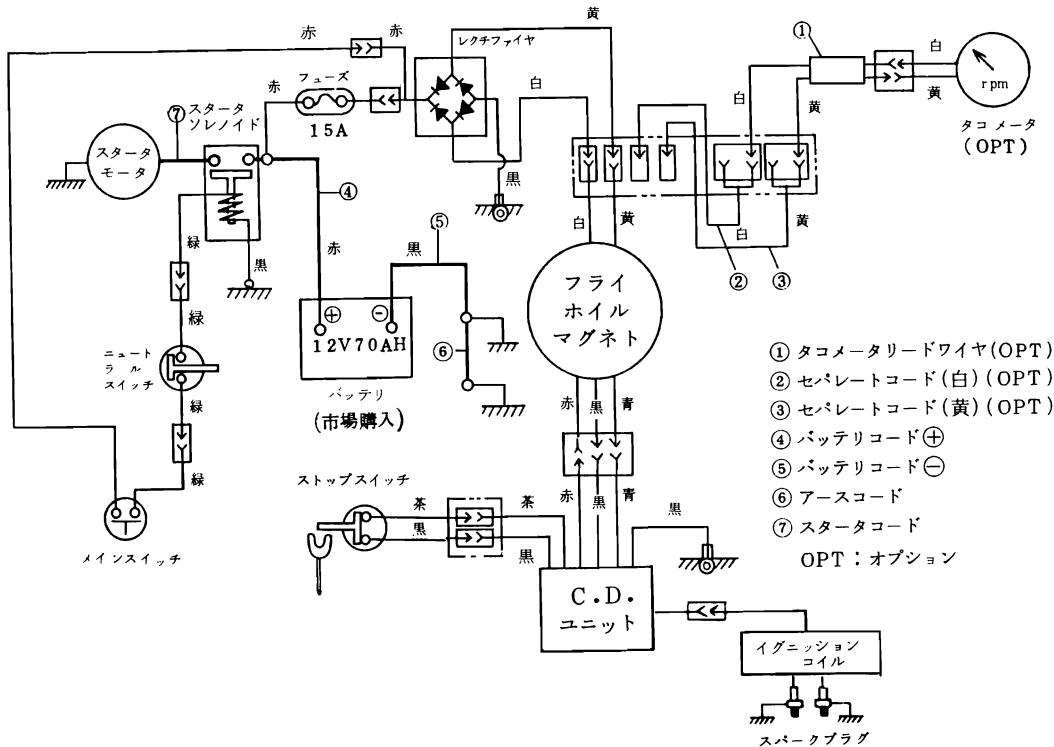 赤
赤
レクチファイヤ
黄
①
白
黄
rpm
タコメータ
(OPT)
フューズ
15A
赤
白
白
黄
⑦スタータ
ソレノイド
スタータ
モータ
④
赤
黒
⑤
黒
緑
黒
緑
白
黄
白
黄
②
③
フライ
ホイル
マグネト
⊕
⊖
12V70AH
バッテリ
(市場購入)
⑥
ニュート
ラル
スイッチ
緑
緑
メインスイッチ
赤
黒
青
赤
黒
青
ストップスイッチ
茶
黒
茶
黒
黒
C.D.
ユニット
イグニッション
コイル
スパークプラグ
①タコメータリードワイヤ(OPT)
②セパレートコード(白)(OPT)
③セパレートコード(黄)(OPT)
④バッテリコード⊕
⑤バッテリコード⊖
⑥アースコード
⑦スタータコード
OPT：オプション